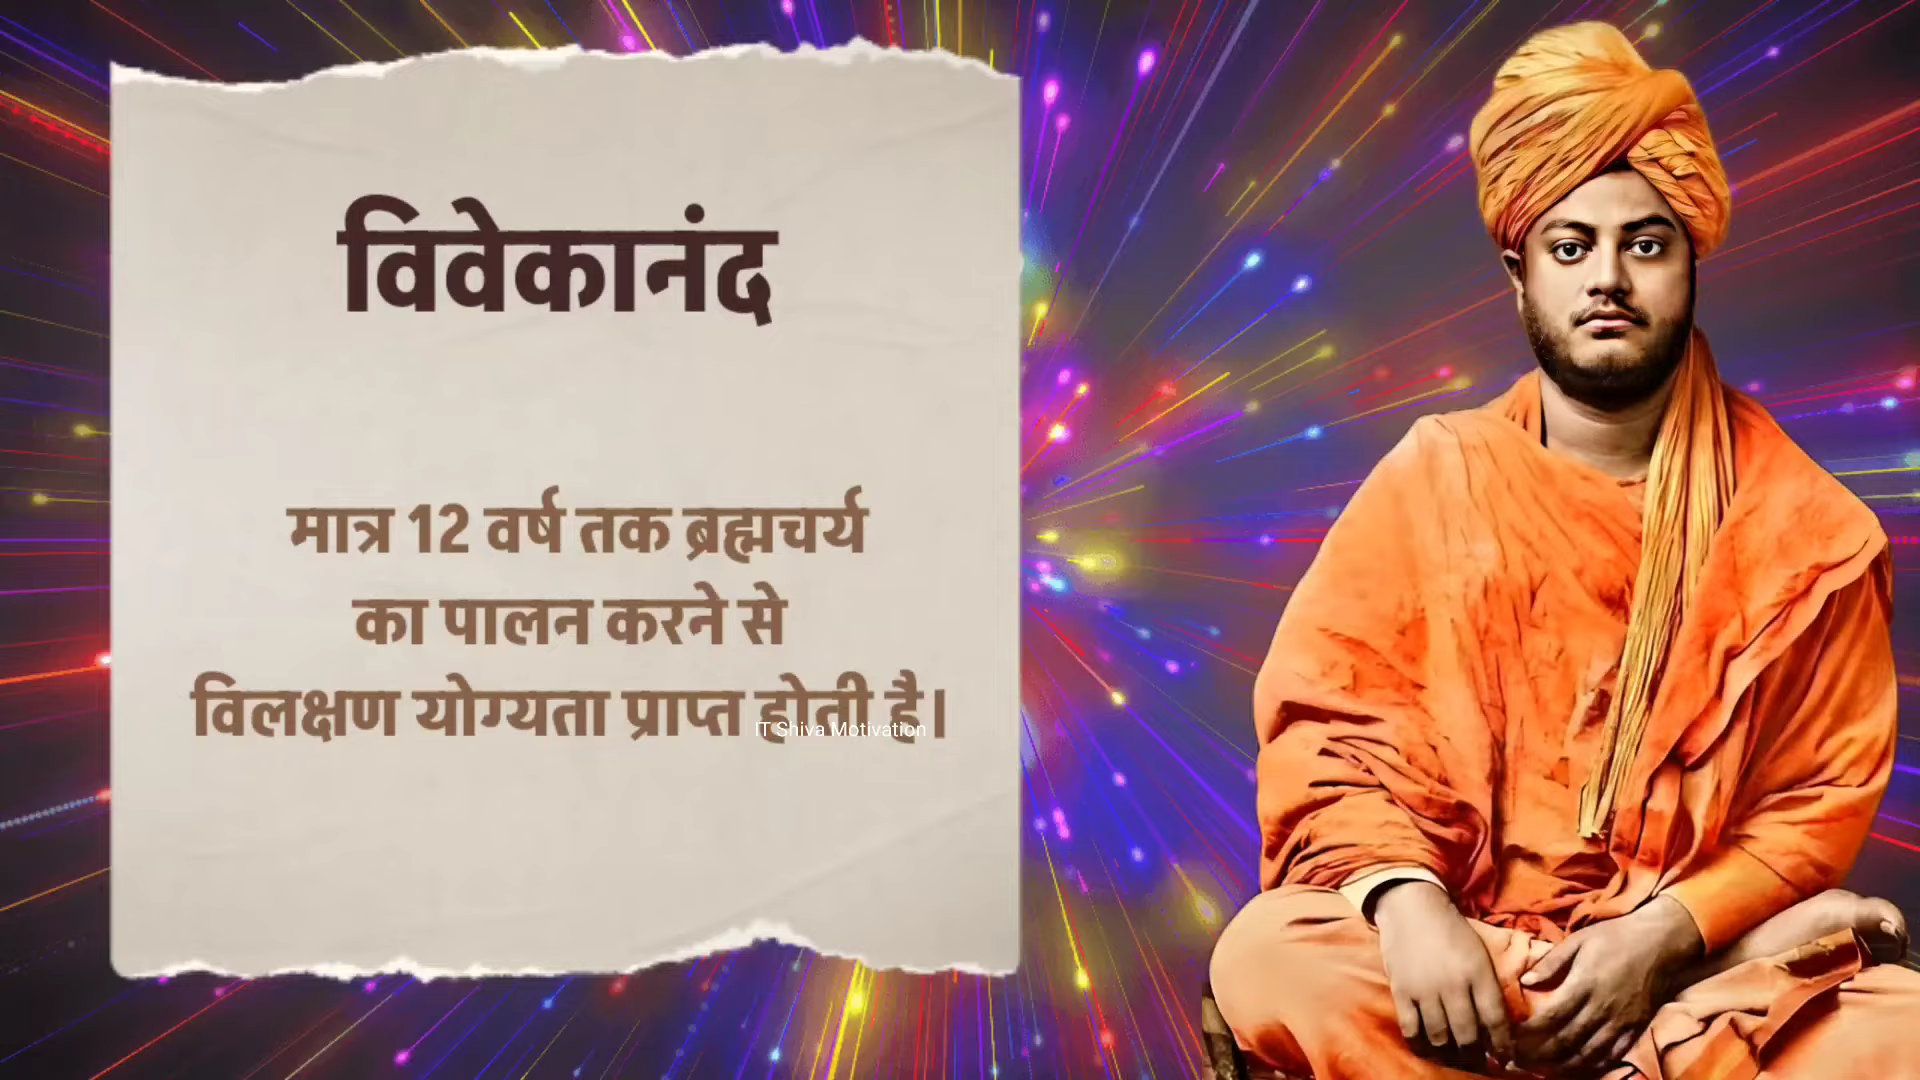 विवेकानंद
मात्र 12 वर्ष तक ब्रह्मचर्य
का पालन करने से
विलक्षण योग्यता प्राप्त होती है।
IT Shiva Motivation